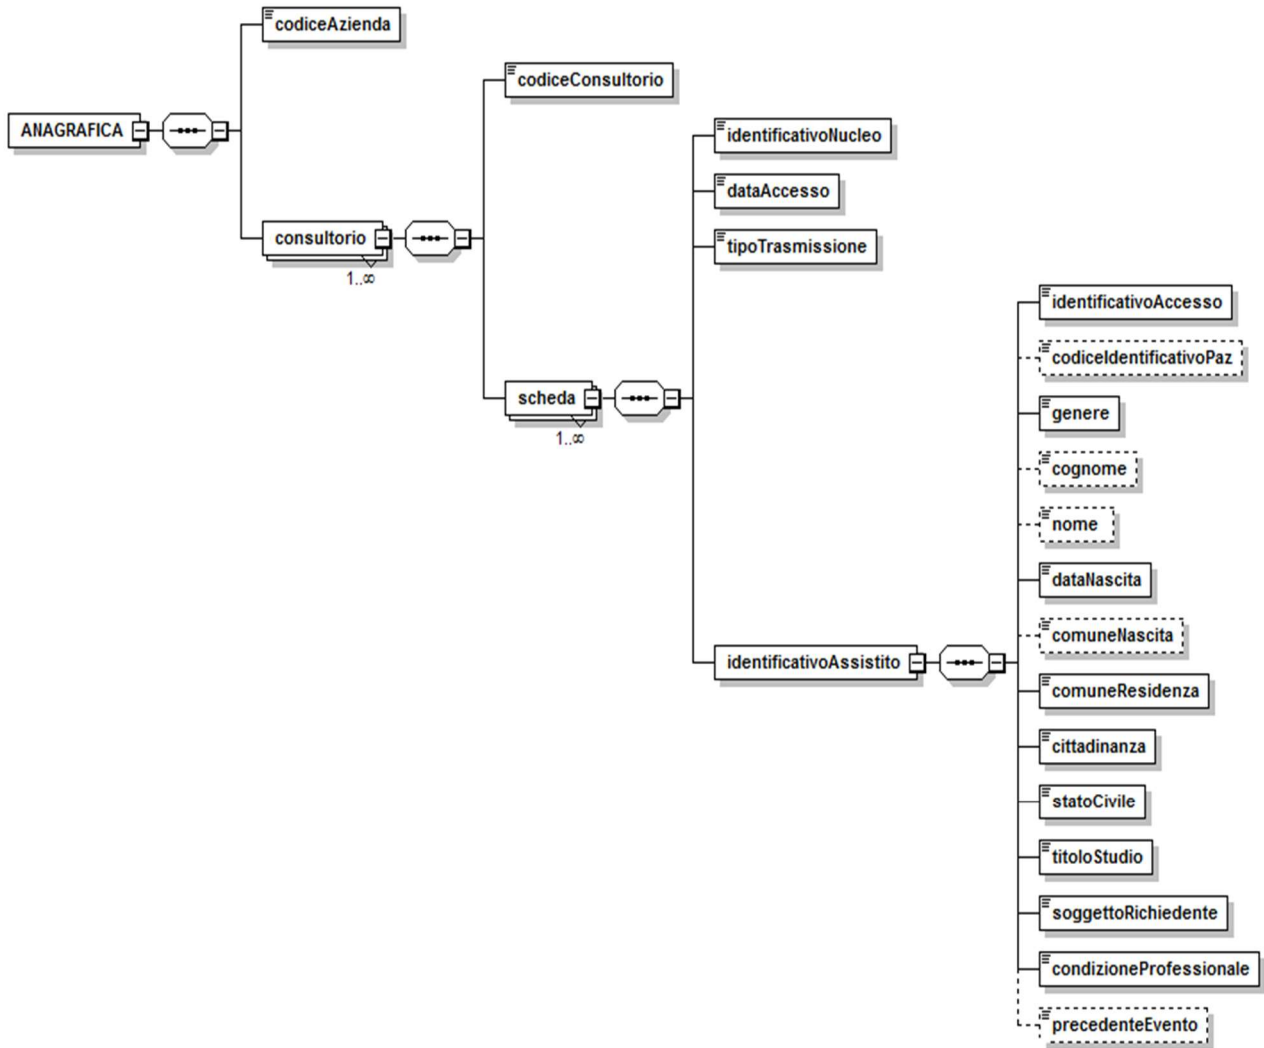 codiceAzienda
codiceConsultorio
ANAGRAFICA
identificativoNucleo
dataAccesso
consultorio
tipoTrasmissione
1..∞
identificativoAccesso
codiceIdentificativoPaz
scheda
genere
1..∞
cognome
nome
dataNascita
comuneNascita
identificativoAssistito
comuneResidenza
cittadinanza
statoCivile
titoloStudio
soggettoRichiedente
condizioneProfessionale
precedenteEvento